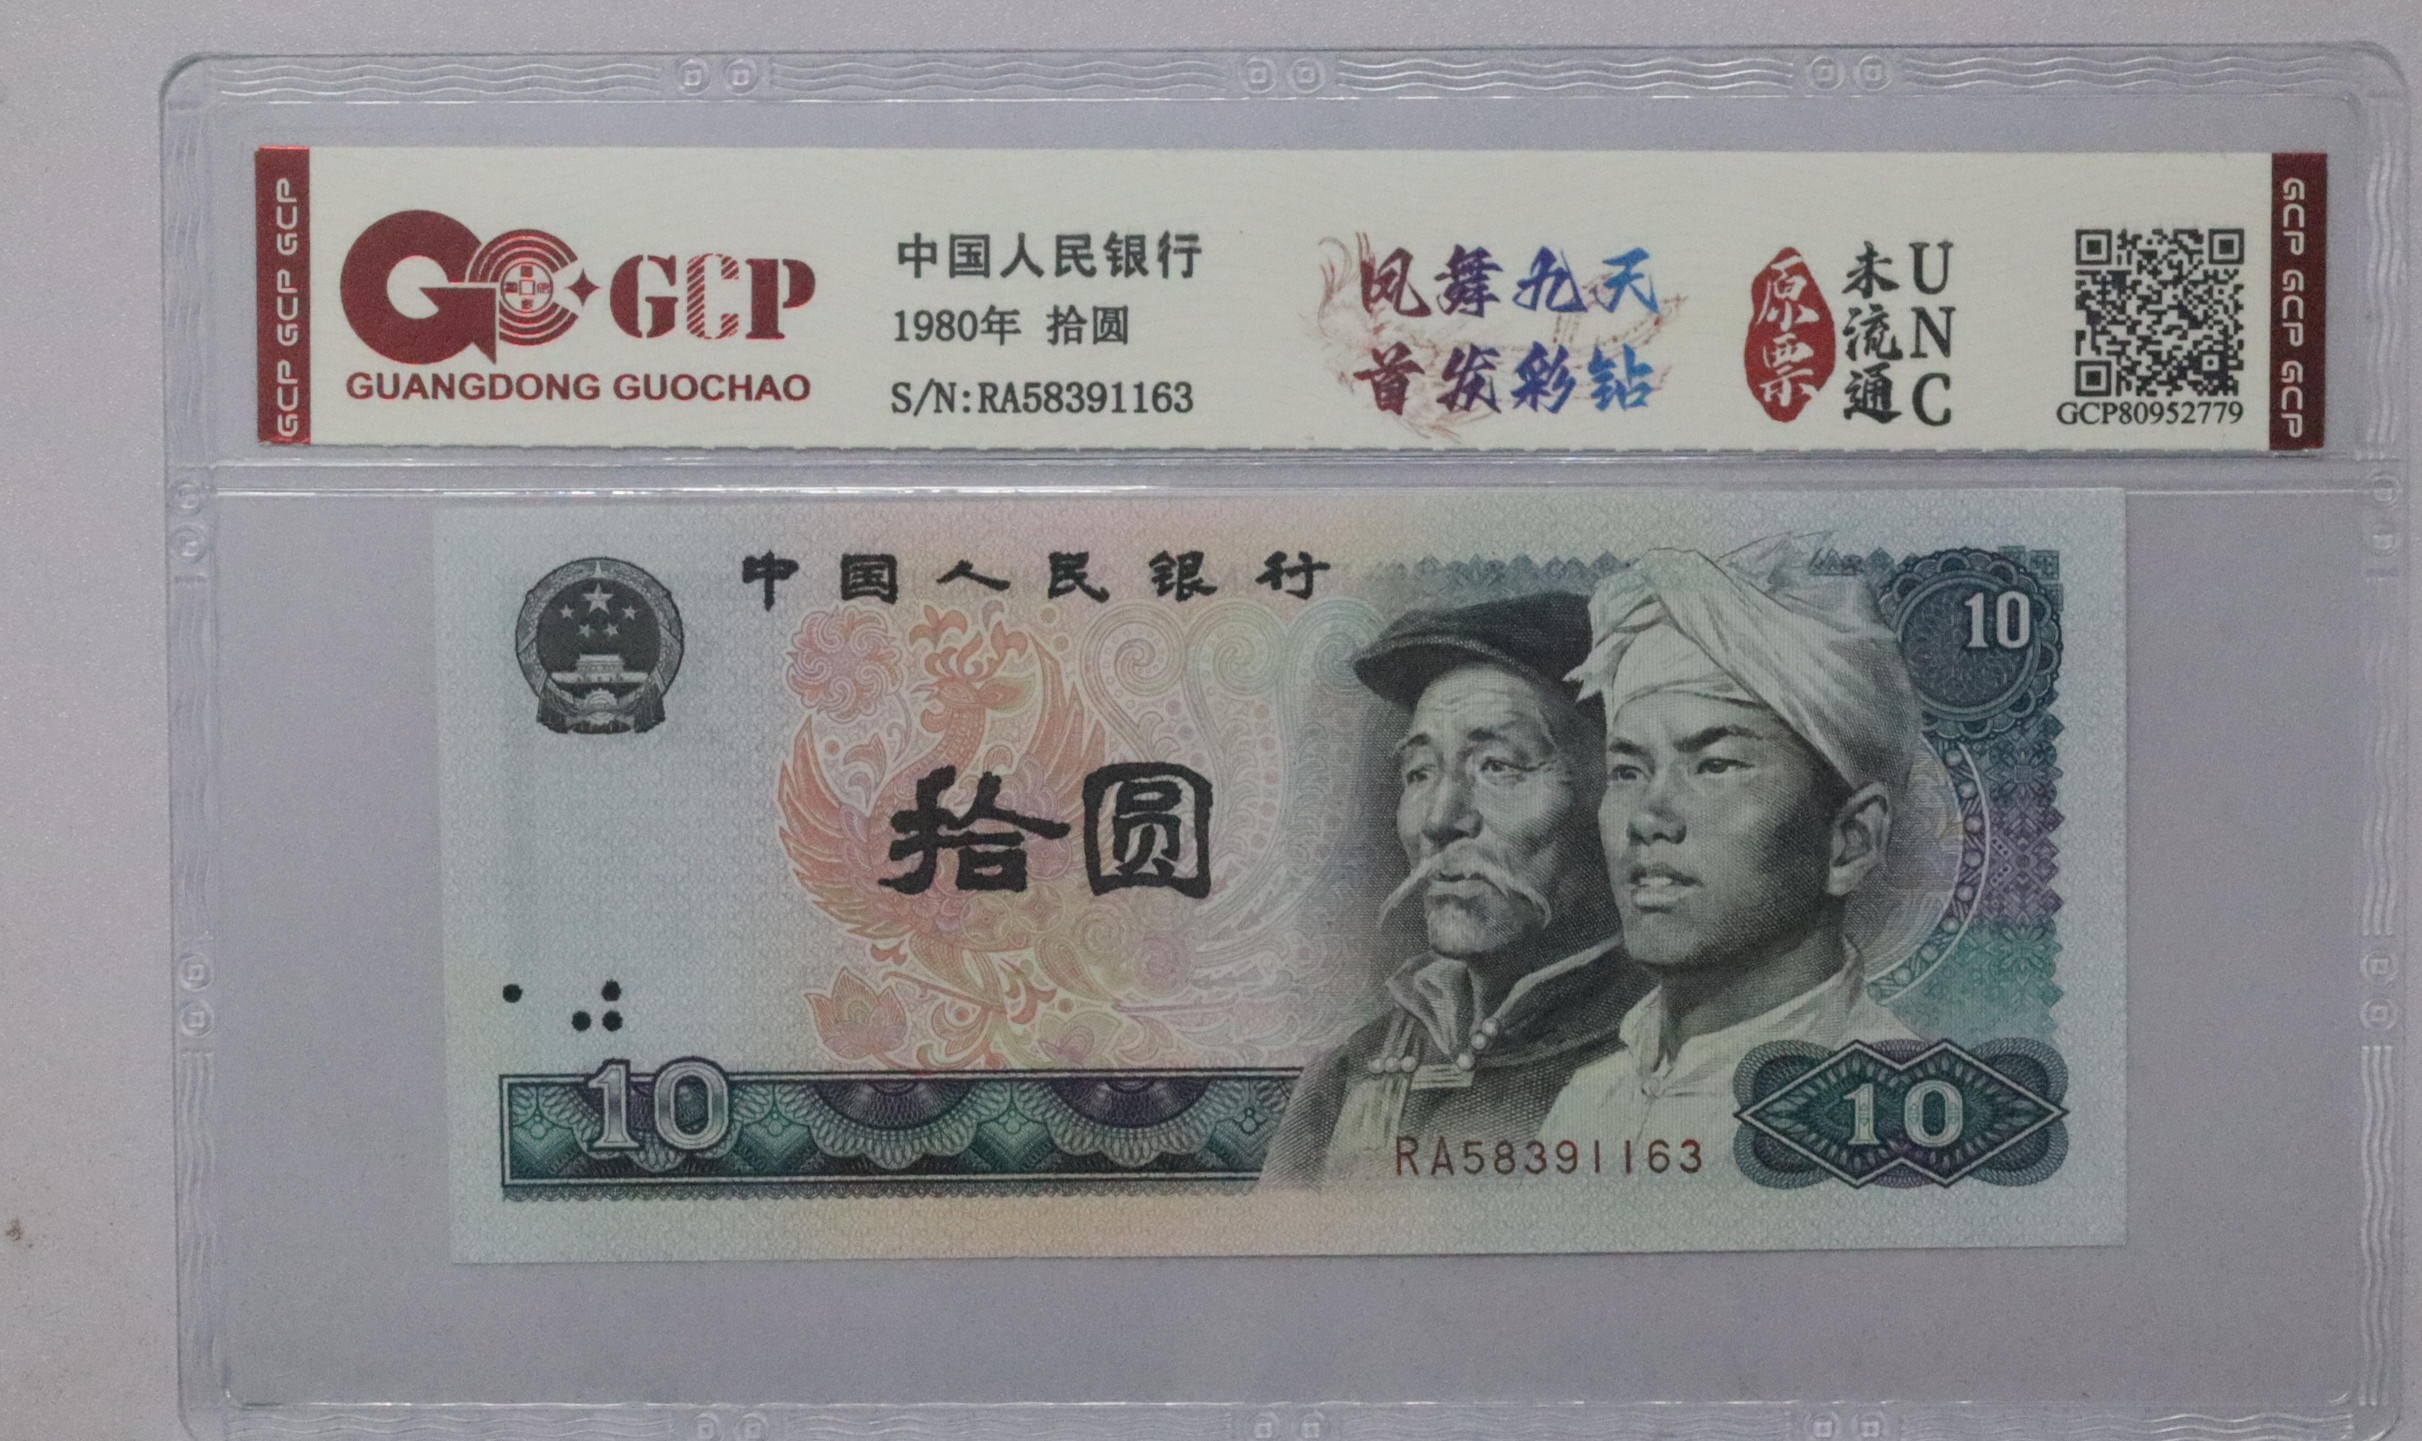 GCP GCP GCP
GCP
GUANGDONG GUOCHAO
中国人民银行
1980年 拾圆
S/N:RA58391163
凤舞九天
首发彩钻
原票
未流通
UNC
GCP80952779
GCP GCP GCP
中国人民银行
10
拾圆
10
RA58391163
10